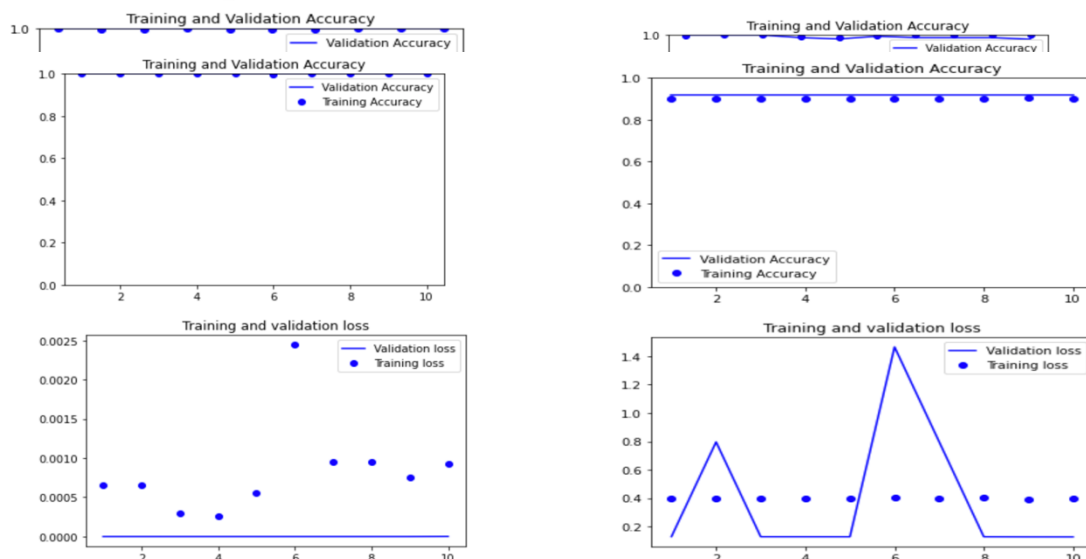 Training and Validation Accuracy
1.0
Validation Accuracy
Training and Validation Accuracy
1.0
0.8
0.6
0.4
0.2
0.0
Validation Accuracy
Training Accuracy
2 4 6 8 10
Training and validation loss
0.0025
0.0020
0.0015
0.0010
0.0005
0.0000
Validation loss
Training loss
2 4 6 8 10
Training and Validation Accuracy
1.0
Validation Accuracy
Training and Validation Accuracy
1.0
0.8
0.6
0.4
0.2
0.0
Validation Accuracy
Training Accuracy
2 4 6 8 10
Training and validation loss
1.4
1.2
1.0
0.8
0.6
0.4
0.2
Validation loss
Training loss
2 4 6 8 10